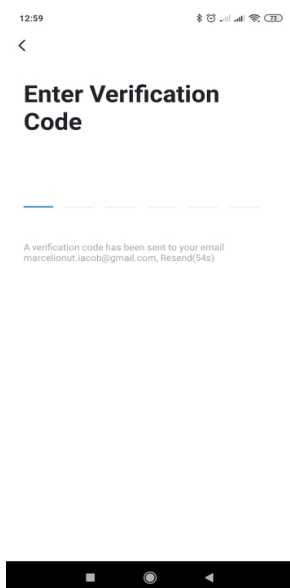 12:59
73
Enter Verification
Code
A verification code has been sent to your email
marcelionut.iacob@gmail.com, Resend(54s)